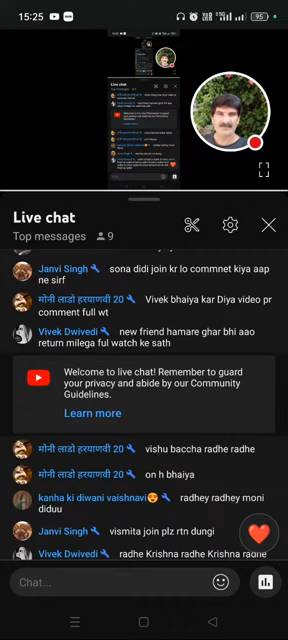 15:25
95
Live chat
Top messages 9
Janvi Singh sona didi join kr lo commnet kiya aap
ne sirf
मोनी लाडो हरयाणवी 20 Vivek bhaiya kar Diya video pr
comment full wt
Vivek Dwivedi new friend hamare ghar bhi aao
return milega ful watch ke sath
Welcome to live chat! Remember to guard
your privacy and abide by our Community
Guidelines.
Learn more
मोनी लाडो हरयाणवी 20 vishu baccha radhe radhe
मोनी लाडो हरयाणवी 20 on h bhaiya
kanha ki diwani vaishnavi😍 radhey radhey moni
diduu
Janvi Singh vismita join plz rtn dungi
Vivek Dwivedi radhe Krishna radhe Krishna radhe
Chat...